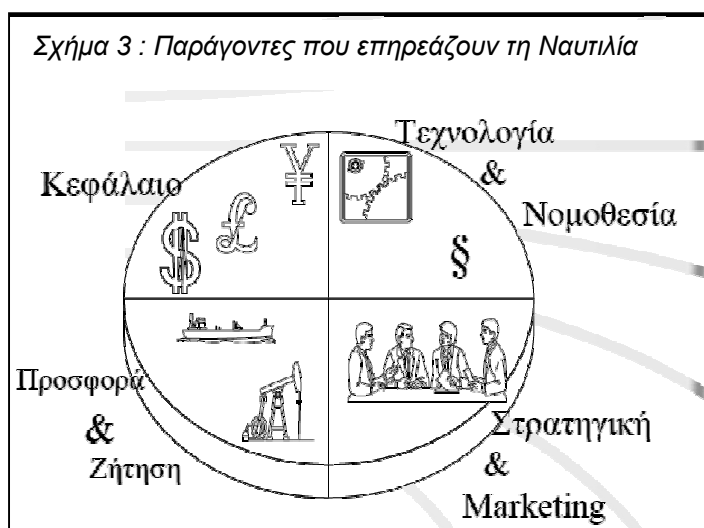 Σχήμα 3 : Παράγοντες που επηρεάζουν τη Ναυτιλία
Κεφάλαιο
¥
£
$
Τεχνολογία
&
Νομοθεσία
§
Προσφορά
&
Ζήτηση
Στρατηγική
&
Marketing